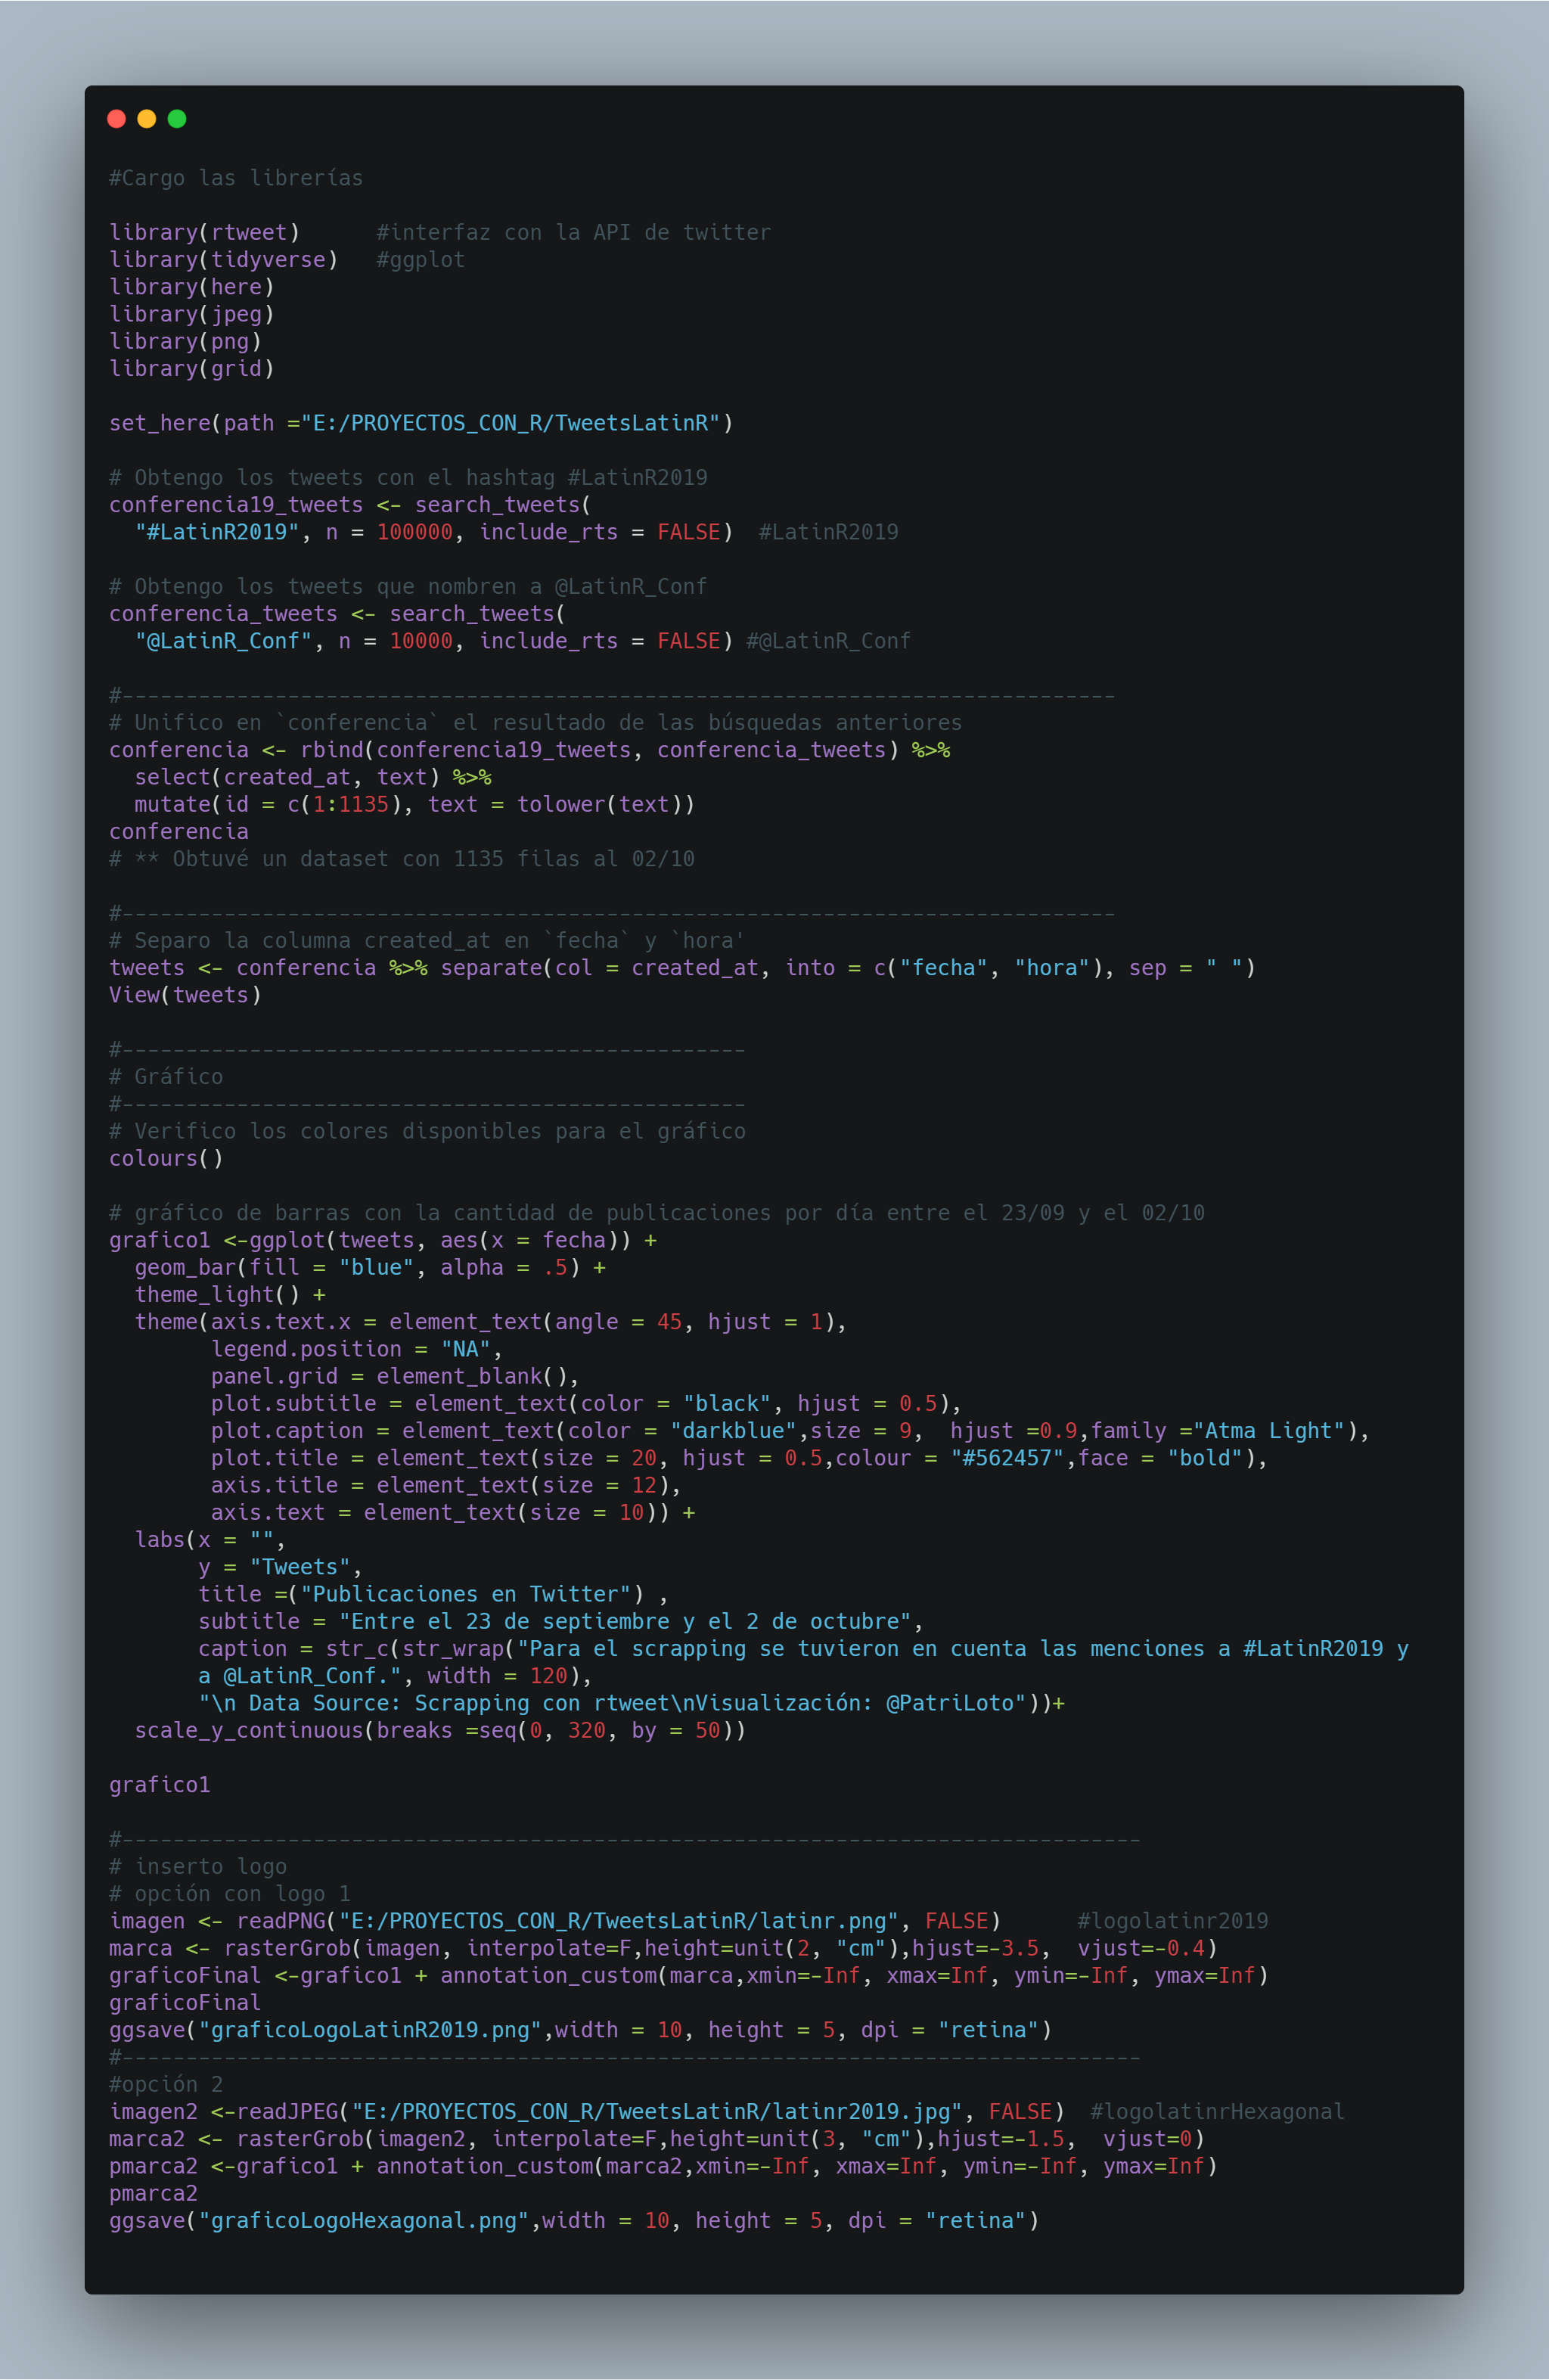 #Cargo las librerías

library(rtweet)      #interfaz con la API de twitter
library(tidyverse)   #ggplot
library(here)
library(jpeg)
library(png)
library(grid)

set_here(path ="E:/PROYECTOS_CON_R/TweetsLatinR")

# Obtengo los tweets con el hashtag #LatinR2019
conferencia19_tweets <- search_tweets(
  "#LatinR2019", n = 100000, include_rts = FALSE)  #LatinR2019

# Obtengo los tweets que nombren a @LatinR_Conf
conferencia_tweets <- search_tweets(
  "@LatinR_Conf", n = 10000, include_rts = FALSE) #@LatinR_Conf

#------------------------------------------------------------------------------
# Unifico en `conferencia` el resultado de las búsquedas anteriores
conferencia <- rbind(conferencia19_tweets, conferencia_tweets) %>%
  select(created_at, text) %>%
  mutate(id = c(1:1135), text = tolower(text))
conferencia
# ** Obtuvé un dataset con 1135 filas al 02/10

#------------------------------------------------------------------------------
# Separo la columna created_at en `fecha` y `hora'
tweets <- conferencia %>% separate(col = created_at, into = c("fecha", "hora"), sep = " ")
View(tweets)

#-------------------------------------------------
# Gráfico
#-------------------------------------------------
# Verifico los colores disponibles para el gráfico
colours()

# gráfico de barras con la cantidad de publicaciones por día entre el 23/09 y el 02/10
grafico1 <-ggplot(tweets, aes(x = fecha)) +
  geom_bar(fill = "blue", alpha = .5) +
  theme_light() +
  theme(axis.text.x = element_text(angle = 45, hjust = 1),
        legend.position = "NA",
        panel.grid = element_blank(),
        plot.subtitle = element_text(color = "black", hjust = 0.5),
        plot.caption = element_text(color = "darkblue",size = 9,  hjust =0.9,family ="Atma Light"),
        plot.title = element_text(size = 20, hjust = 0.5,colour = "#562457",face = "bold"),
        axis.title = element_text(size = 12),
        axis.text = element_text(size = 10)) +
  labs(x = "",
       y = "Tweets",
       title =("Publicaciones en Twitter") ,
       subtitle = "Entre el 23 de septiembre y el 2 de octubre",
       caption = str_c(str_wrap("Para el scrapping se tuvieron en cuenta las menciones a #LatinR2019 y
       a @LatinR_Conf.", width = 120),
       "\n Data Source: Scrapping con rtweet\nVisualización: @PatriLoto"))+
  scale_y_continuous(breaks =seq(0, 320, by = 50))

grafico1

#--------------------------------------------------------------------------------
# inserto logo
# opción con logo 1
imagen <- readPNG("E:/PROYECTOS_CON_R/TweetsLatinR/latinr.png", FALSE)      #logolatinr2019
marca <- rasterGrob(imagen, interpolate=F,height=unit(2, "cm"),hjust=-3.5,  vjust=-0.4)
graficoFinal <-grafico1 + annotation_custom(marca,xmin=-Inf, xmax=Inf, ymin=-Inf, ymax=Inf)
graficoFinal
ggsave("graficoLogoLatinR2019.png",width = 10, height = 5, dpi = "retina")
#--------------------------------------------------------------------------------
#opción 2
imagen2 <-readJPEG("E:/PROYECTOS_CON_R/TweetsLatinR/latinr2019.jpg", FALSE)  #logolatinrHexagonal
marca2 <- rasterGrob(imagen2, interpolate=F,height=unit(3, "cm"),hjust=-1.5,  vjust=0)
pmarca2 <-grafico1 + annotation_custom(marca2,xmin=-Inf, xmax=Inf, ymin=-Inf, ymax=Inf)
pmarca2
ggsave("graficoLogoHexagonal.png",width = 10, height = 5, dpi = "retina")